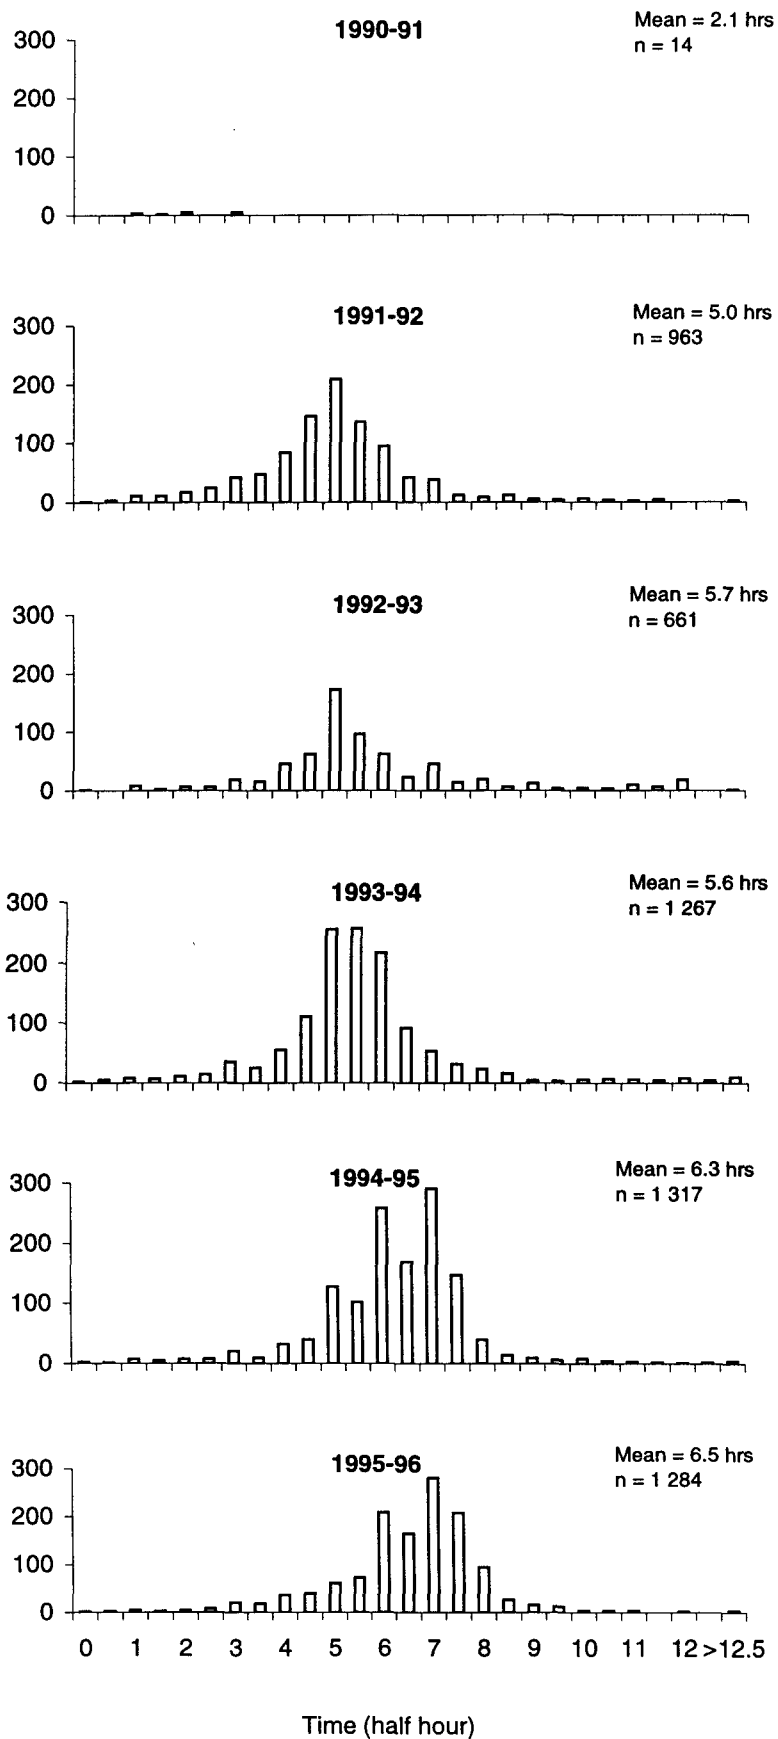 1990-91
Mean = 2.1 hrs
n = 14
300
200
100
0
1991-92
Mean = 5.0 hrs
n = 963
300
200
100
0
1992-93
Mean = 5.7 hrs
n = 661
300
200
100
0
1993-94
Mean = 5.6 hrs
n = 1 267
300
200
100
0
1994-95
Mean = 6.3 hrs
n = 1 317
300
200
100
0
1995-96
Mean = 6.5 hrs
n = 1 284
300
200
100
0
0 1 2 3 4 5 6 7 8 9 10 11 12 >12.5
Time (half hour)